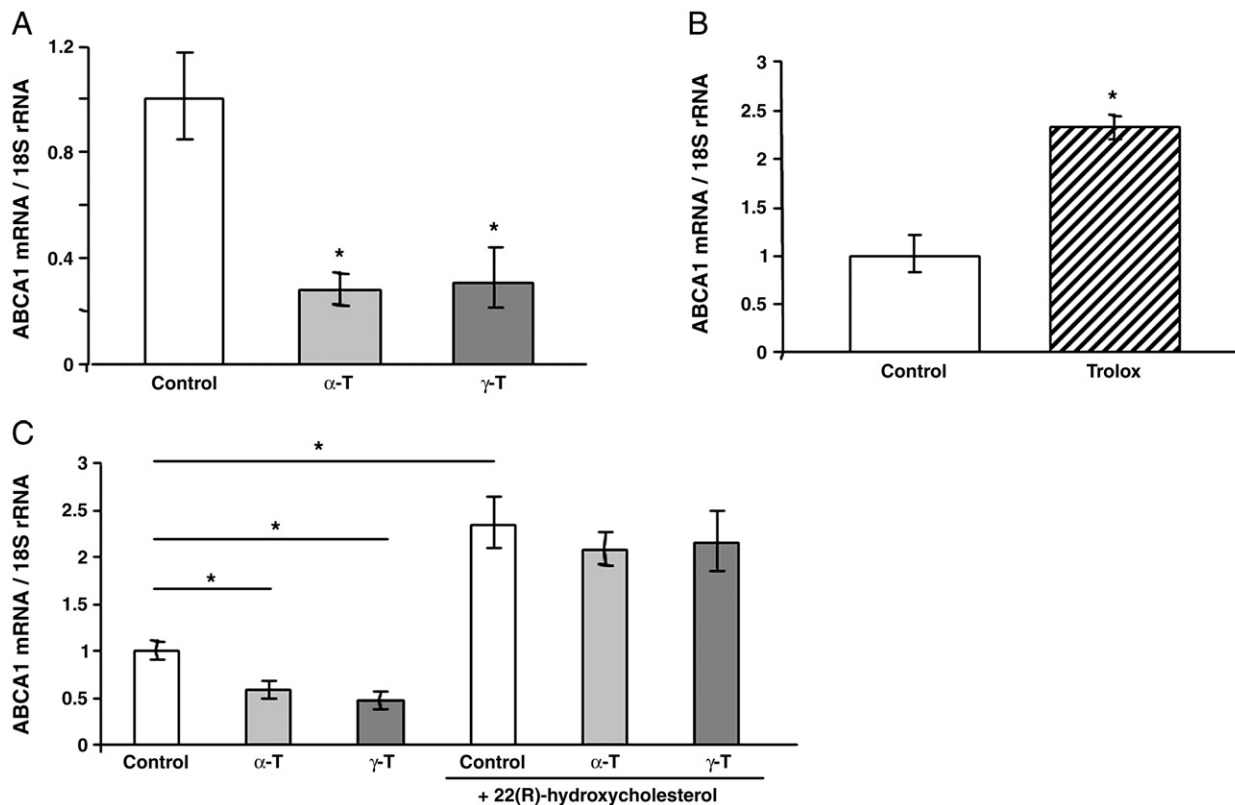 A
ABCA1 mRNA / 18S rRNA
1.2
0.8
0.4
0
*
*
Control
α-T
γ-T
B
ABCA1 mRNA / 18S rRNA
3
2.5
2
1.5
1
0.5
0
*
Control
Trolox
C
ABCA1 mRNA / 18S rRNA
3
2.5
2
1.5
1
0.5
0
*
*
*
Control
α-T
γ-T
Control
α-T
γ-T
+ 22(R)-hydroxycholesterol